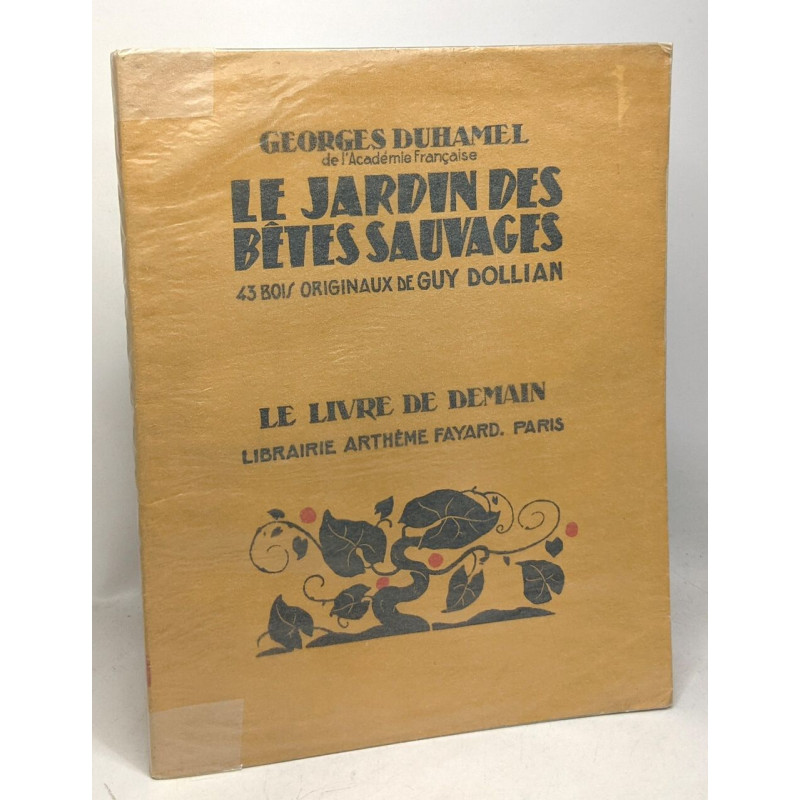 GEORGES DUHAMEL
de l'Académie Française
LE JARDIN DES
BÊTES SAUVAGES
43 BOIS ORIGINAUX DE GUY DOLLIAN
LE LIVRE DE DEMAIN
LIBRAIRIE ARTHÈME FAYARD. PARIS